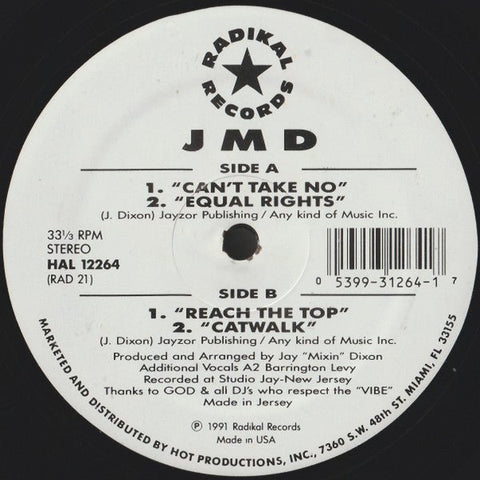 RADIKAL
RECORDS
JMD
SIDE A
1. “CAN'T TAKE NO”
2. “EQUAL RIGHTS”
(J. Dixon) Jayzor Publishing / Any kind of Music Inc.
33⅓ RPM
STEREO
HAL 12264
(RAD 21)
0 5399-31264-1 7
SIDE B
1. “REACH THE TOP”
2. “CATWALK”
(J. Dixon) Jayzor Publishing / Any kind of Music Inc.
Produced and Arranged by Jay “Mixin” Dixon
Additional Vocals A2 Barrington Levy
Recorded at Studio Jay-New Jersey
Thanks to GOD & all DJ's who respect the “VIBE”
Made in Jersey
℗ 1991 Radikal Records
Made in USA
MARKETED AND DISTRIBUTED BY HOT PRODUCTIONS, INC., 7360 S.W. 48th ST. MIAMI, FL 33155